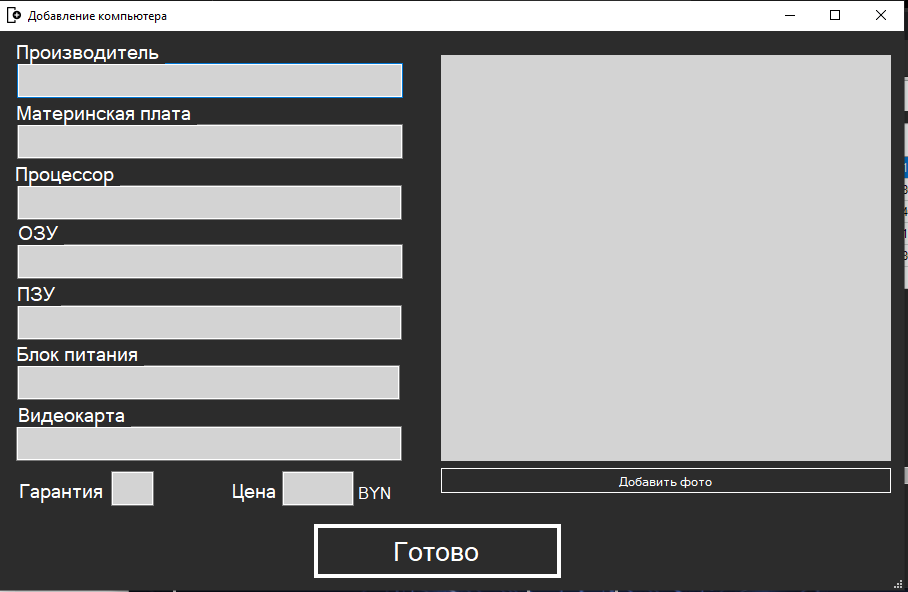 Добавление компьютера
Производитель
Материнская плата
Процессор
ОЗУ
ПЗУ
Блок питания
Видеокарта
Гарантия
Цена
BYN
Добавить фото
Готово